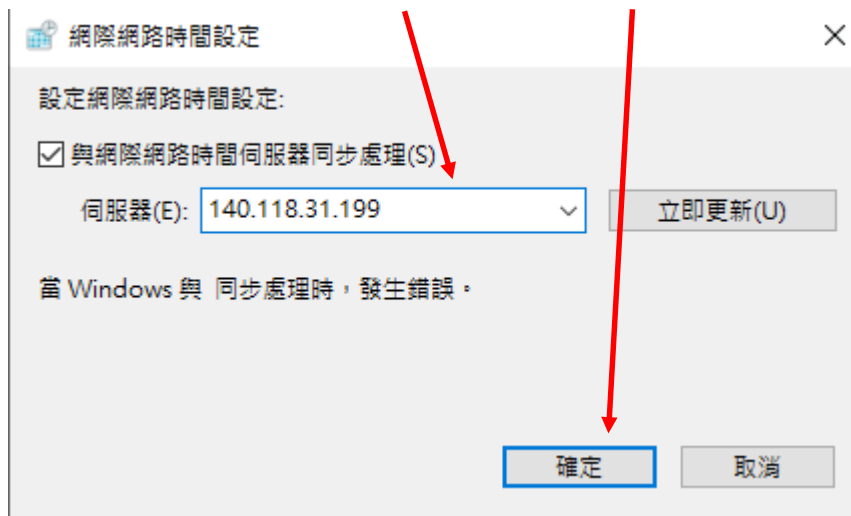 網際網路時間設定
設定網際網路時間設定:
與網際網路時間伺服器同步處理(S)
伺服器(E): 140.118.31.199 立即更新(U)
當 Windows 與 同步處理時，發生錯誤。
確定 取消